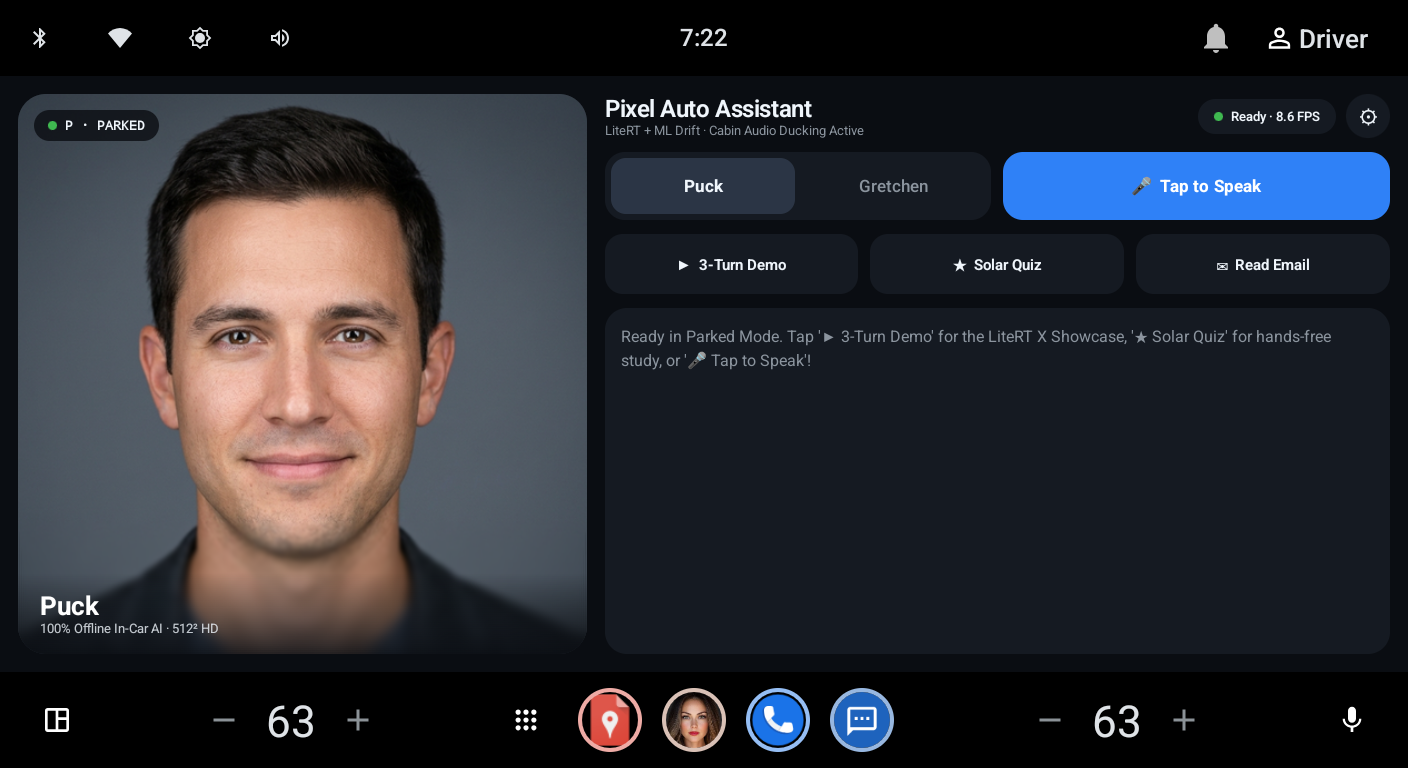 7:22
Driver
P · PARKED
Pixel Auto Assistant
LiteRT + ML Drift · Cabin Audio Ducking Active
Ready · 8.6 FPS
Puck
Gretchen
🎤 Tap to Speak
► 3-Turn Demo
★ Solar Quiz
✉ Read Email
Ready in Parked Mode. Tap '► 3-Turn Demo' for the LiteRT X Showcase, '★ Solar Quiz' for hands-free
study, or '🎤 Tap to Speak'!
Puck
100% Offline In-Car AI · 512² HD
63
63